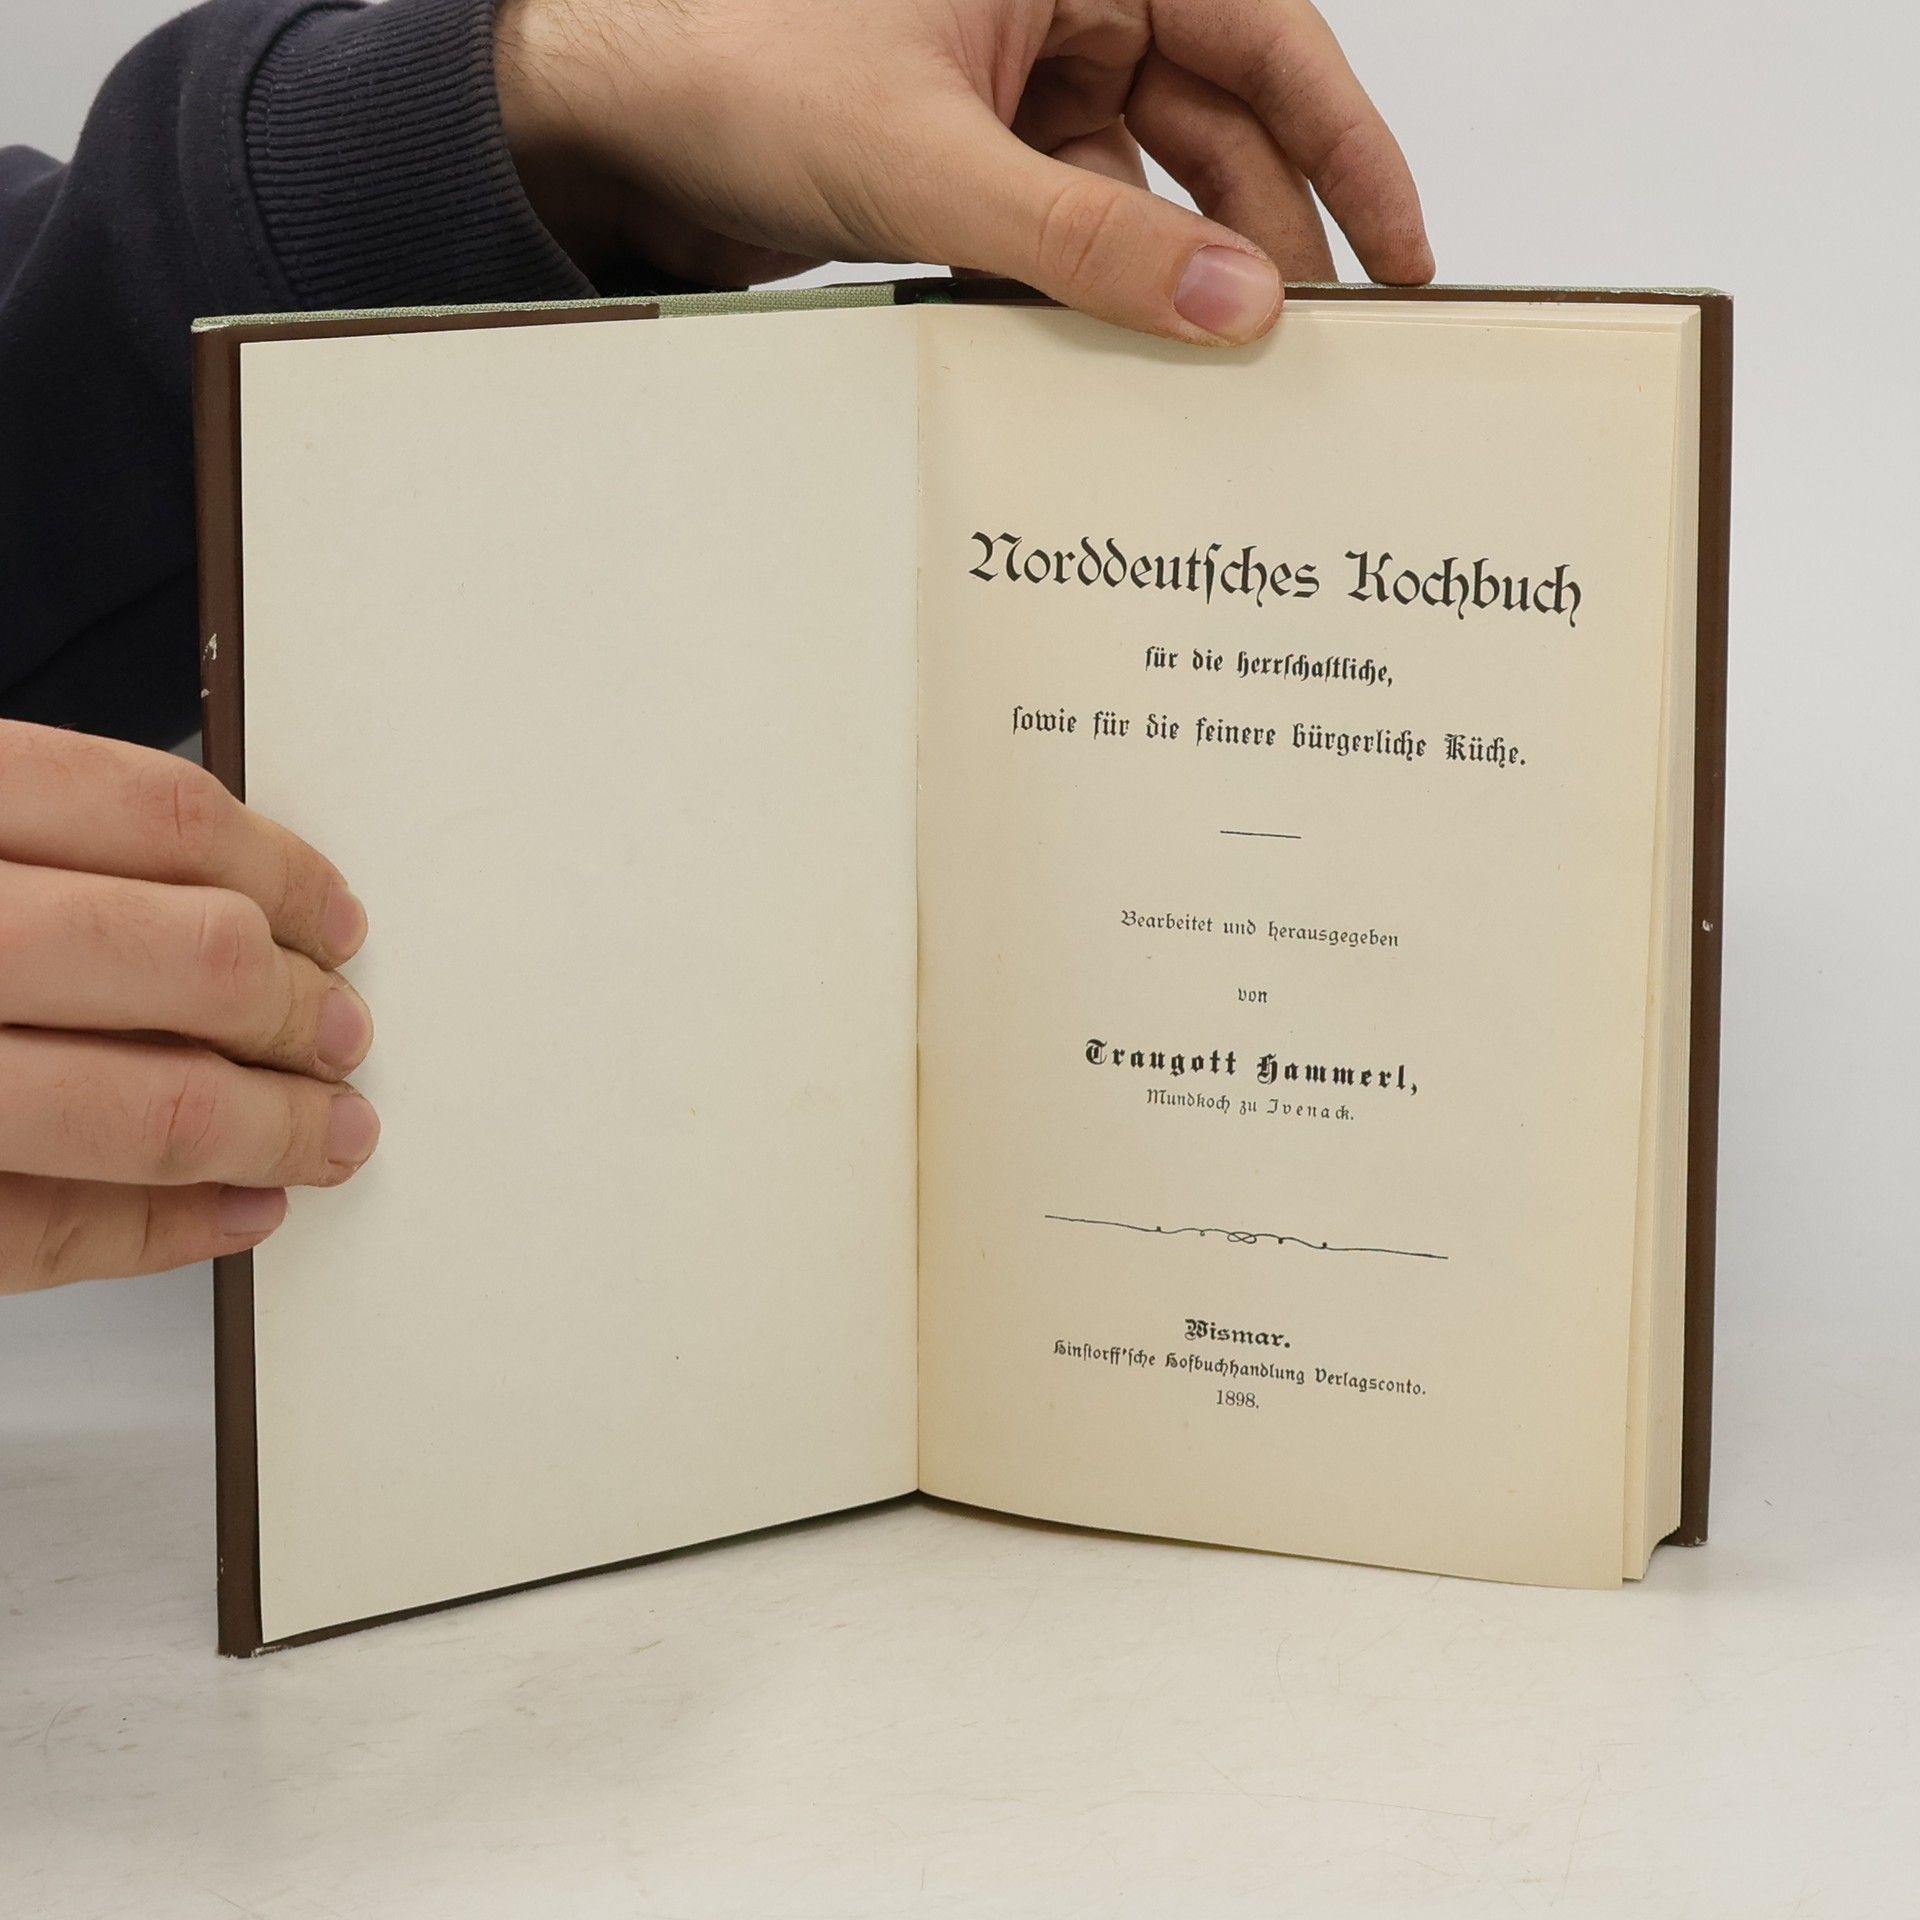 Norddeutſches Kochbuch
für die herrſchaftliche,
ſowie für die feinere bürgerliche Küche.
Bearbeitet und herausgegeben
von
Traugott Hammerl,
Mundkoch zu Ivenack.
Wismar.
Hinſtorff'ſche Hofbuchhandlung Verlagsconto.
1898.